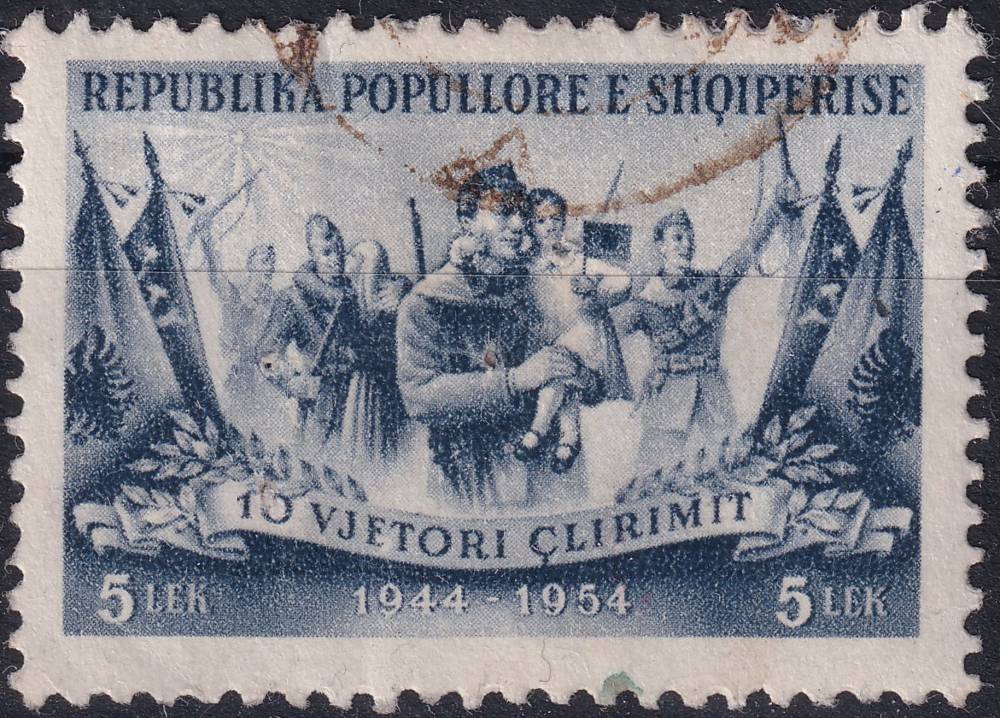 REPUBLIKA POPULLORE E SHQIPERISE
10 VJETORI ÇLIRIMIT
5 LEK 1944-1954 5 LEK